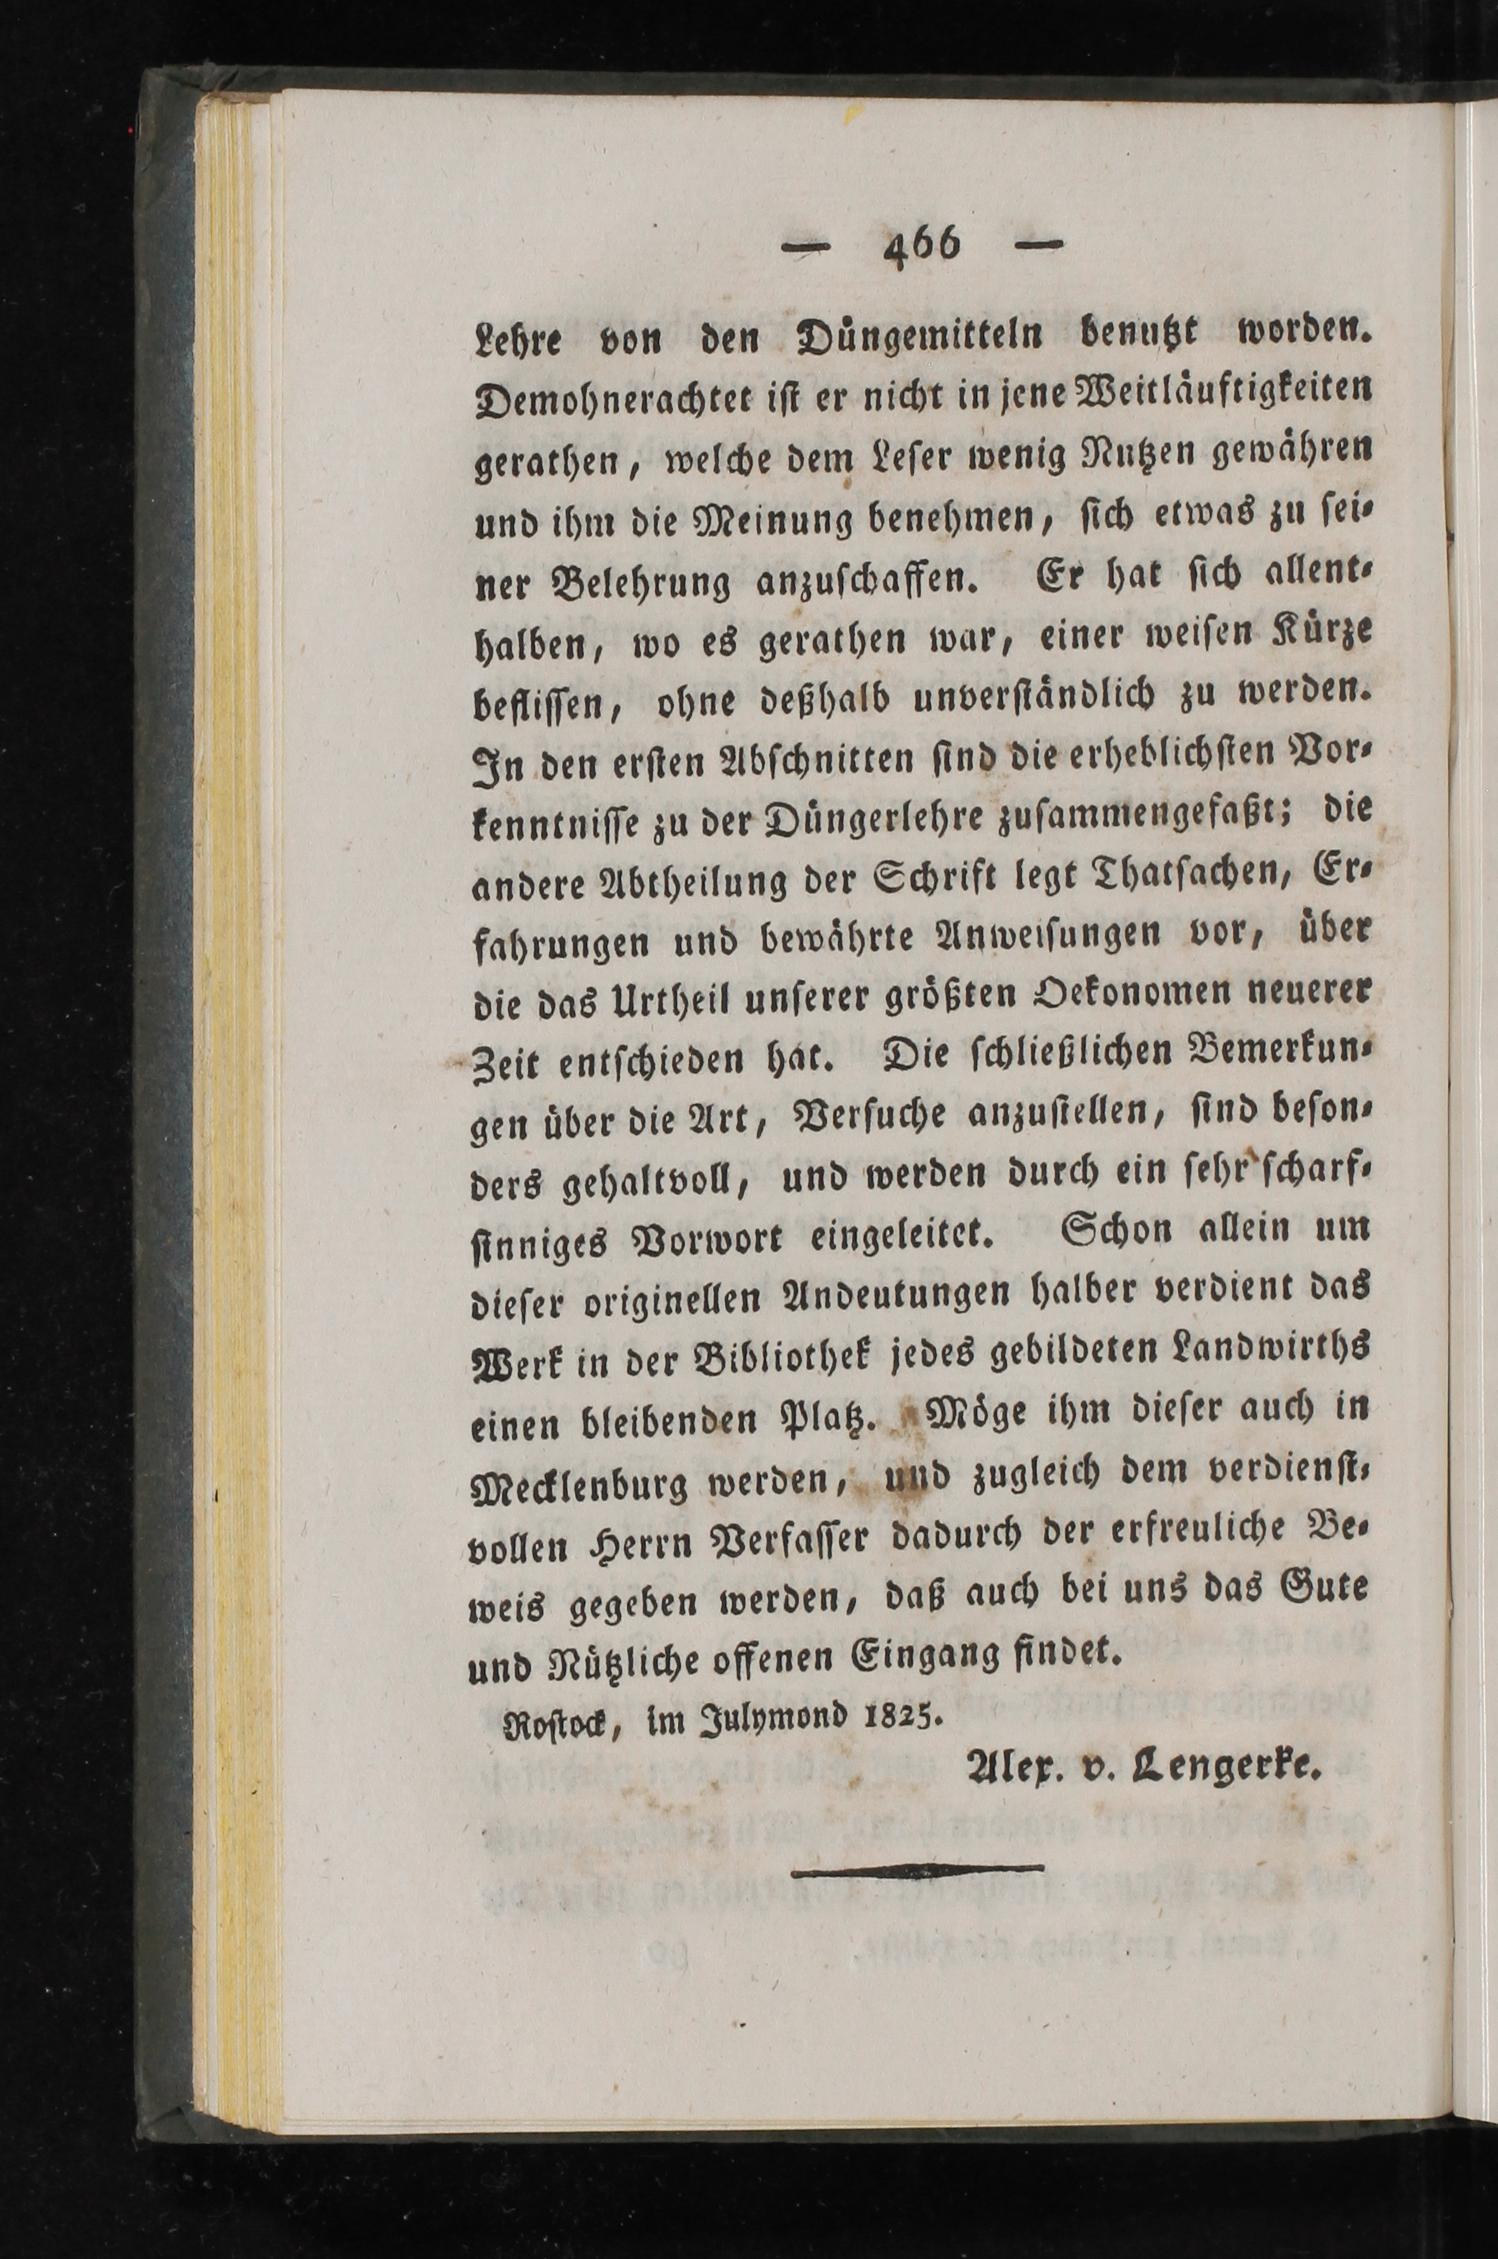 — 466 —
Lehre von den Düngemitteln benutzt worden.
Demohnerachtet ist er nicht in jene Weitläuftigkeiten
gerathen, welche dem Leser wenig Nutzen gewähren
und ihm die Meinung benehmen, sich etwas zu sei-
ner Belehrung anzuschaffen. Er hat sich allent-
halben, wo es gerathen war, einer weisen Kürze
beflissen, ohne deßhalb unverständlich zu werden.
In den ersten Abschnitten sind die erheblichsten Vor-
kenntnisse zu der Düngerlehre zusammengefaßt; die
andere Abtheilung der Schrift legt Thatsachen, Er-
fahrungen und bewährte Anweisungen vor, über
die das Urtheil unserer größten Oekonomen neuerer
Zeit entschieden hat. Die schließlichen Bemerkun-
gen über die Art, Versuche anzustellen, sind beson-
ders gehaltvoll, und werden durch ein sehr scharf-
sinniges Vorwort eingeleitet. Schon allein um
dieser originellen Andeutungen halber verdient das
Werk in der Bibliothek jedes gebildeten Landwirths
einen bleibenden Platz. Möge ihm dieser auch in
Mecklenburg werden, und zugleich dem verdienst-
vollen Herrn Verfasser dadurch der erfreuliche Be-
weis gegeben werden, daß auch bei uns das Gute
und Nützliche offenen Eingang findet.
Rostock, im Julymond 1825.
Alex. v. Lengerke.